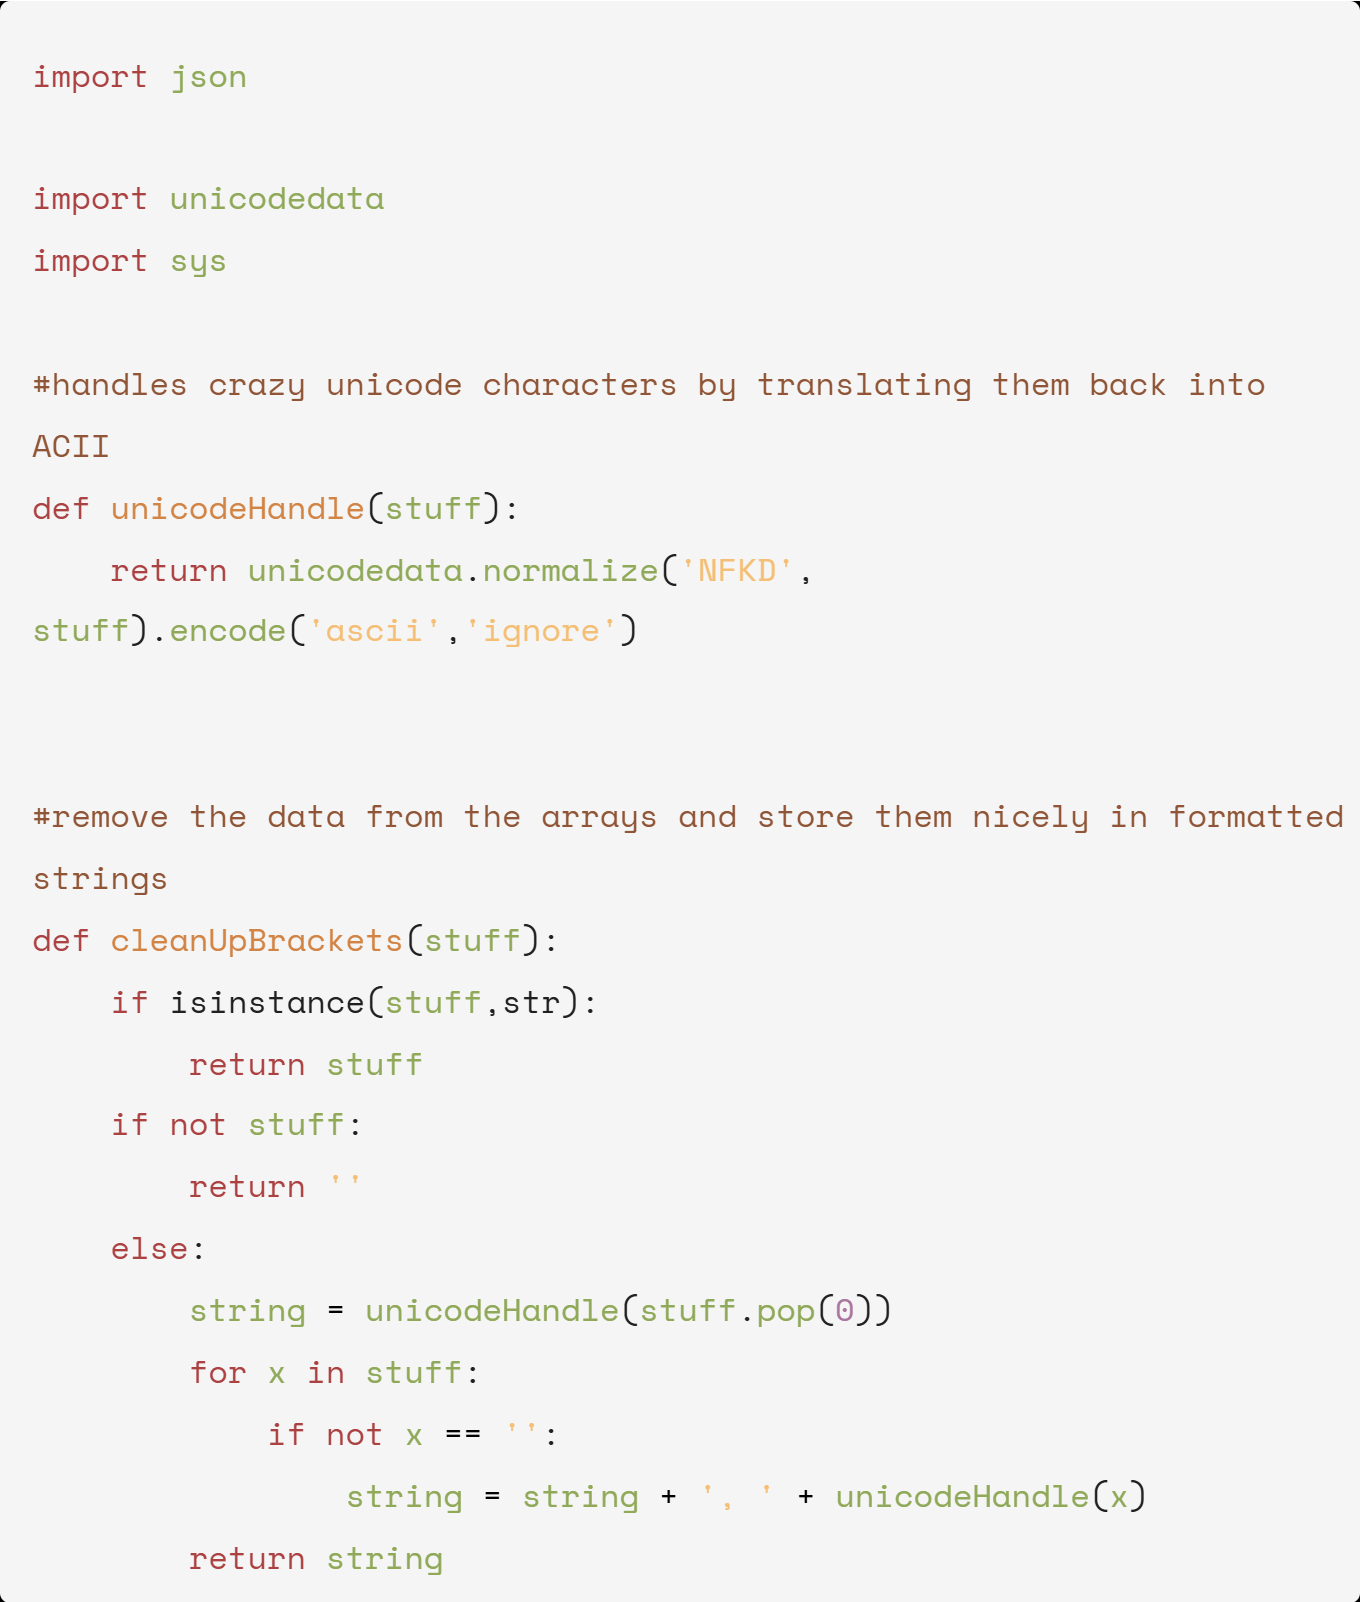 import json

import unicodedata
import sys

#handles crazy unicode characters by translating them back into
ACII
def unicodeHandle(stuff):
    return unicodedata.normalize('NFKD',
stuff).encode('ascii','ignore')


#remove the data from the arrays and store them nicely in formatted
strings
def cleanUpBrackets(stuff):
    if isinstance(stuff,str):
        return stuff
    if not stuff:
        return ''
    else:
        string = unicodeHandle(stuff.pop(0))
        for x in stuff:
            if not x == '':
                string = string + ', ' + unicodeHandle(x)
        return string